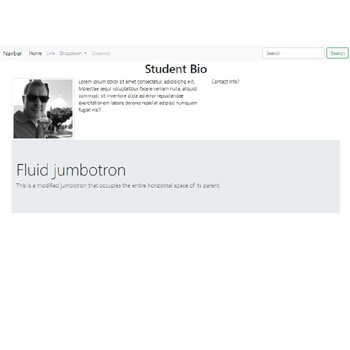 Navbar Home Link Dropdown Disabled Search Search
Student Bio
Lorem ipsum dolor sit amet consectetur, adipisicing elit.
Molestiae sequi voluptatibus facere veniam nulla, aliquid
commodi, sit inventore dicta ad error repudiandae
exercitationem labore dolores repellat adipisci numquam
fugiat nisi?
Contact Info?
Fluid jumbotron
This is a modified jumbotron that occupies the entire horizontal space of its parent.